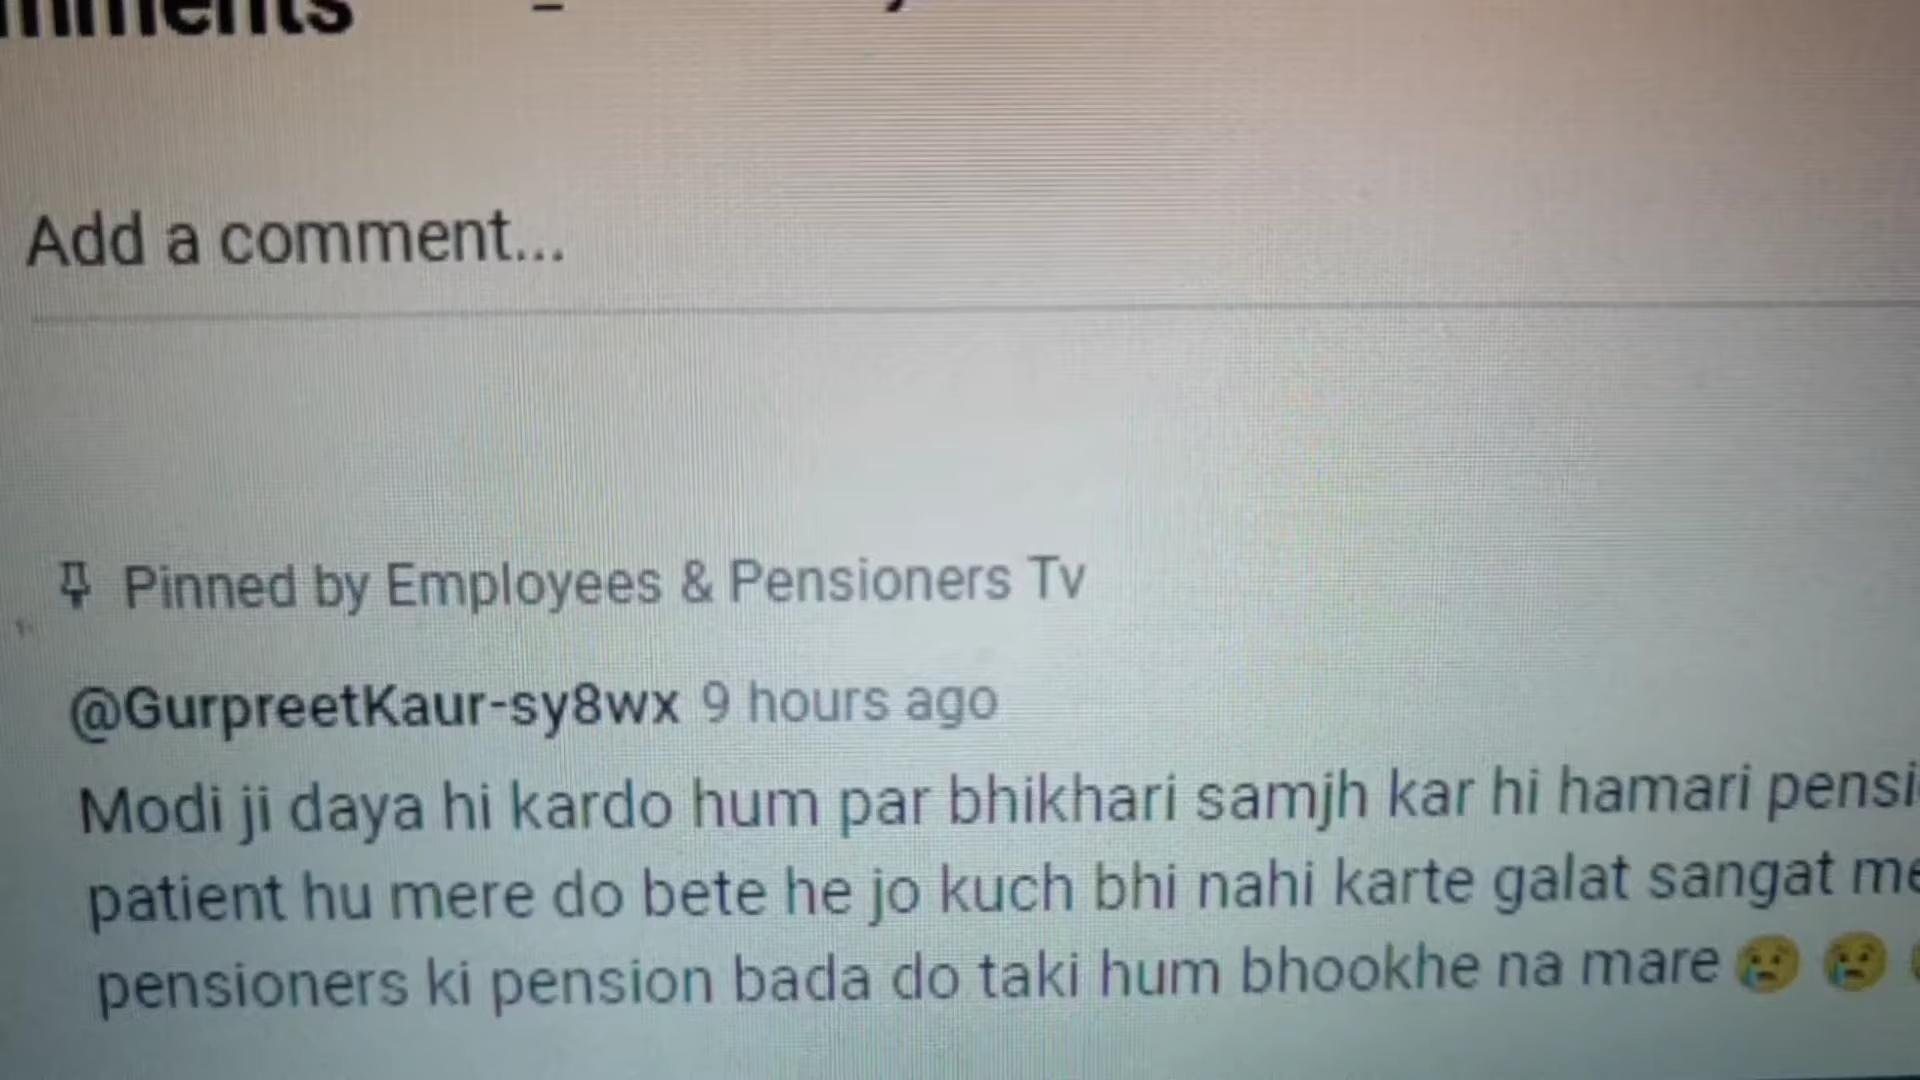 Add a comment...
Pinned by Employees & Pensioners Tv
@GurpreetKaur-sy8wx 9 hours ago
Modi ji daya hi kardo hum par bhikhari samjh kar hi hamari
patient hu mere do bete he jo kuch bhi nahi karte galat sangat
pensioners ki pension bada do taki hum bhookhe na mare 😢 😢